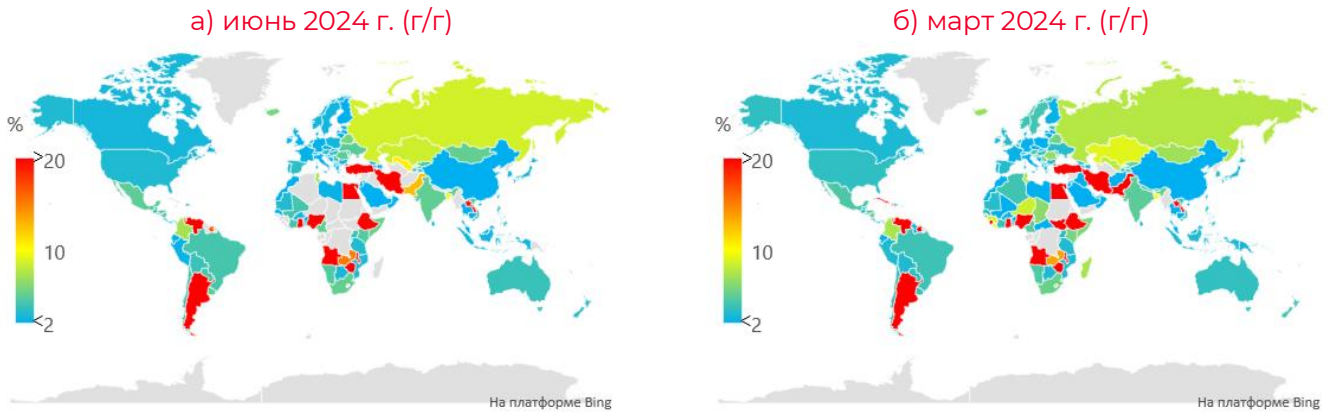 а) июнь 2024 г. (г/г)
%
>20
10
<2
На платформе Bing
б) март 2024 г. (г/г)
%
>20
10
<2
На платформе Bing